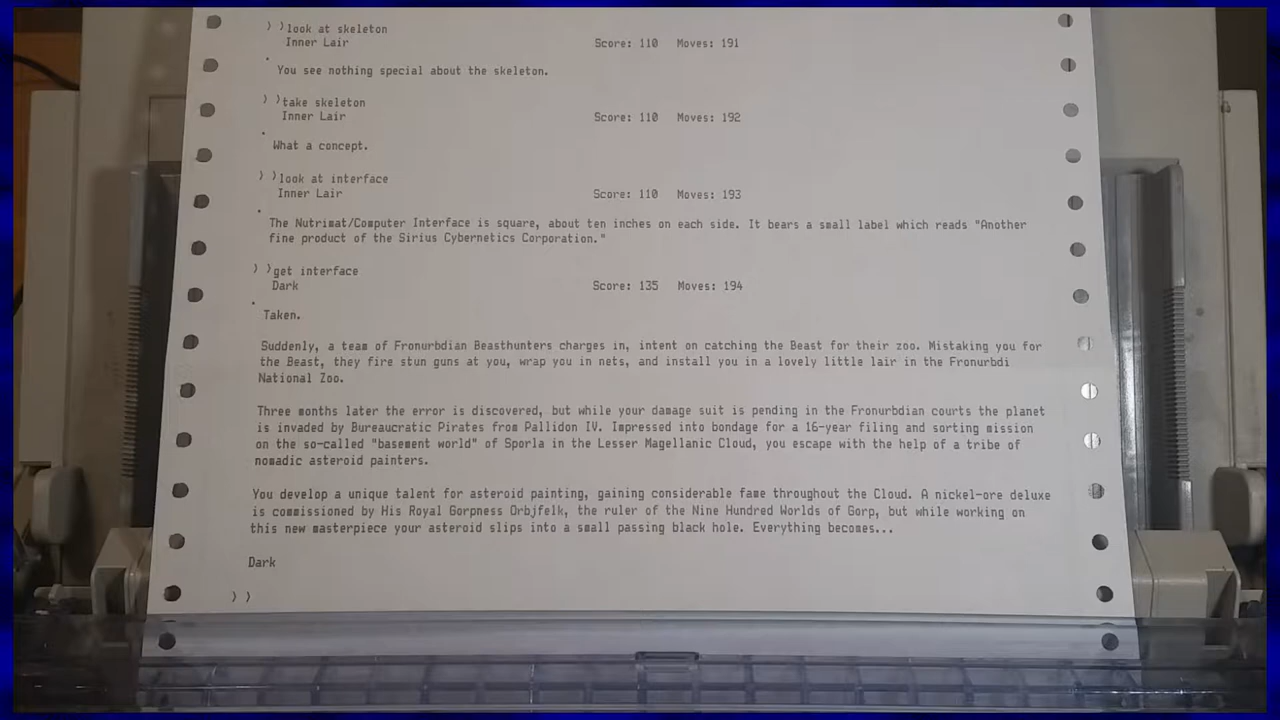 ) )look at skeleton
Inner Lair Score: 110 Moves: 191
.
You see nothing special about the skeleton.
) )take skeleton
Inner Lair Score: 110 Moves: 192
.
What a concept.
) )look at interface
Inner Lair Score: 110 Moves: 193
.
The Nutrimat/Computer Interface is square, about ten inches on each side. It bears a small label which reads "Another
fine product of the Sirius Cybernetics Corporation."
) )get interface
Dark Score: 135 Moves: 194
.
Taken.
Suddenly, a team of Fronurbdian Beasthunters charges in, intent on catching the Beast for their zoo. Mistaking you for
the Beast, they fire stun guns at you, wrap you in nets, and install you in a lovely little lair in the Fronurbdi
National Zoo.
Three months later the error is discovered, but while your damage suit is pending in the Fronurbdian courts the planet
is invaded by Bureaucratic Pirates from Pallidon IV. Impressed into bondage for a 16-year filing and sorting mission
on the so-called "basement world" of Sporla in the Lesser Magellanic Cloud, you escape with the help of a tribe of
nomadic asteroid painters.
You develop a unique talent for asteroid painting, gaining considerable fame throughout the Cloud. A nickel-ore deluxe
is commissioned by His Royal Gorpness Orbjfelk, the ruler of the Nine Hundred Worlds of Gorp, but while working on
this new masterpiece your asteroid slips into a small passing black hole. Everything becomes...
Dark
) )